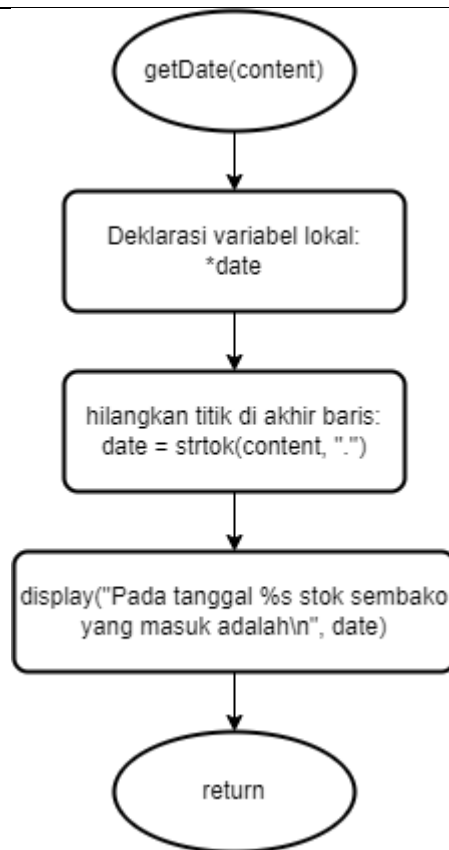 getDate(content)
Deklarasi variabel lokal:
*date
hilangkan titik di akhir baris:
date = strtok(content, ".")
display("Pada tanggal %s stok sembako
yang masuk adalah\n", date)
return